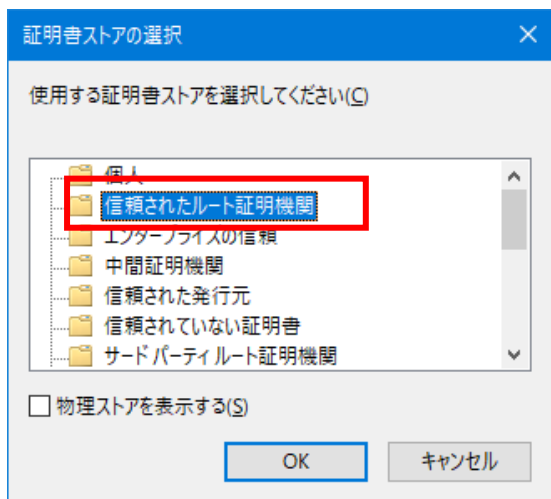 証明書ストアの選択
使用する証明書ストアを選択してください(C)
個人
信頼されたルート証明機関
エンタープライズの信頼
中間証明機関
信頼された発行元
信頼されていない証明書
サード パーティ ルート証明機関
物理ストアを表示する(S)
OK
キャンセル